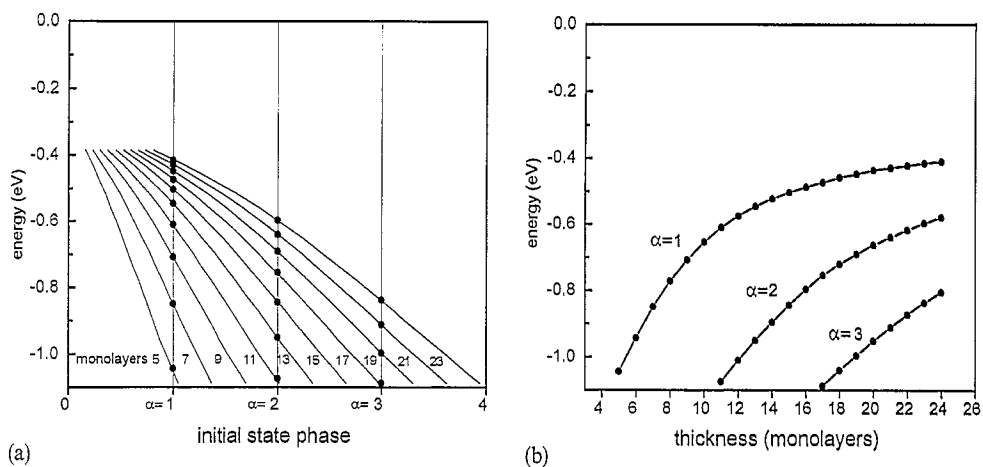 0.0
-0.2
-0.4
-0.6
-0.8
-1.0
energy (eV)
monolayers 5 7 9 11 13 15 17 19 21 23
0 α= 1 α= 2 α= 3 4
initial state phase
(a)
0.0
-0.2
-0.4
-0.6
-0.8
-1.0
energy (eV)
α=1
α=2
α=3
4 6 8 10 12 14 16 18 20 22 24 26
thickness (monolayers)
(b)